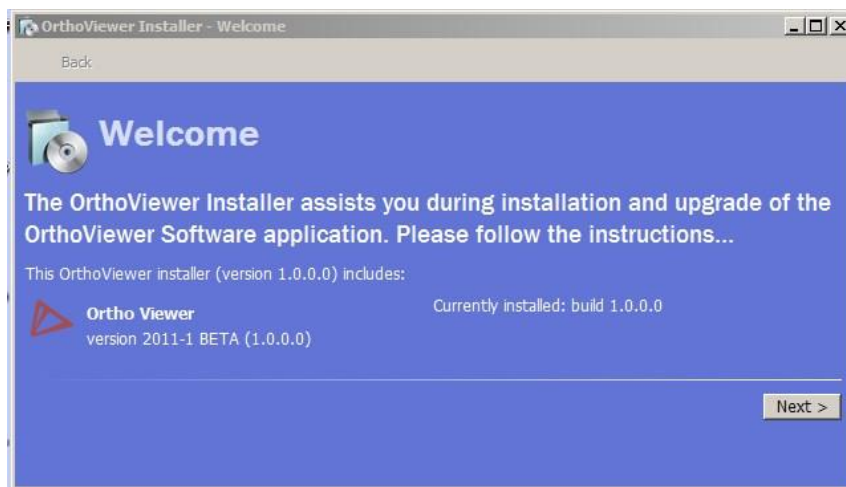 OrthoViewer Installer - Welcome
Back
Welcome
The OrthoViewer Installer assists you during installation and upgrade of the
OrthoViewer Software application. Please follow the instructions...
This OrthoViewer installer (version 1.0.0.0) includes:
Ortho Viewer
Currently installed: build 1.0.0.0
version 2011-1 BETA (1.0.0.0)
Next >